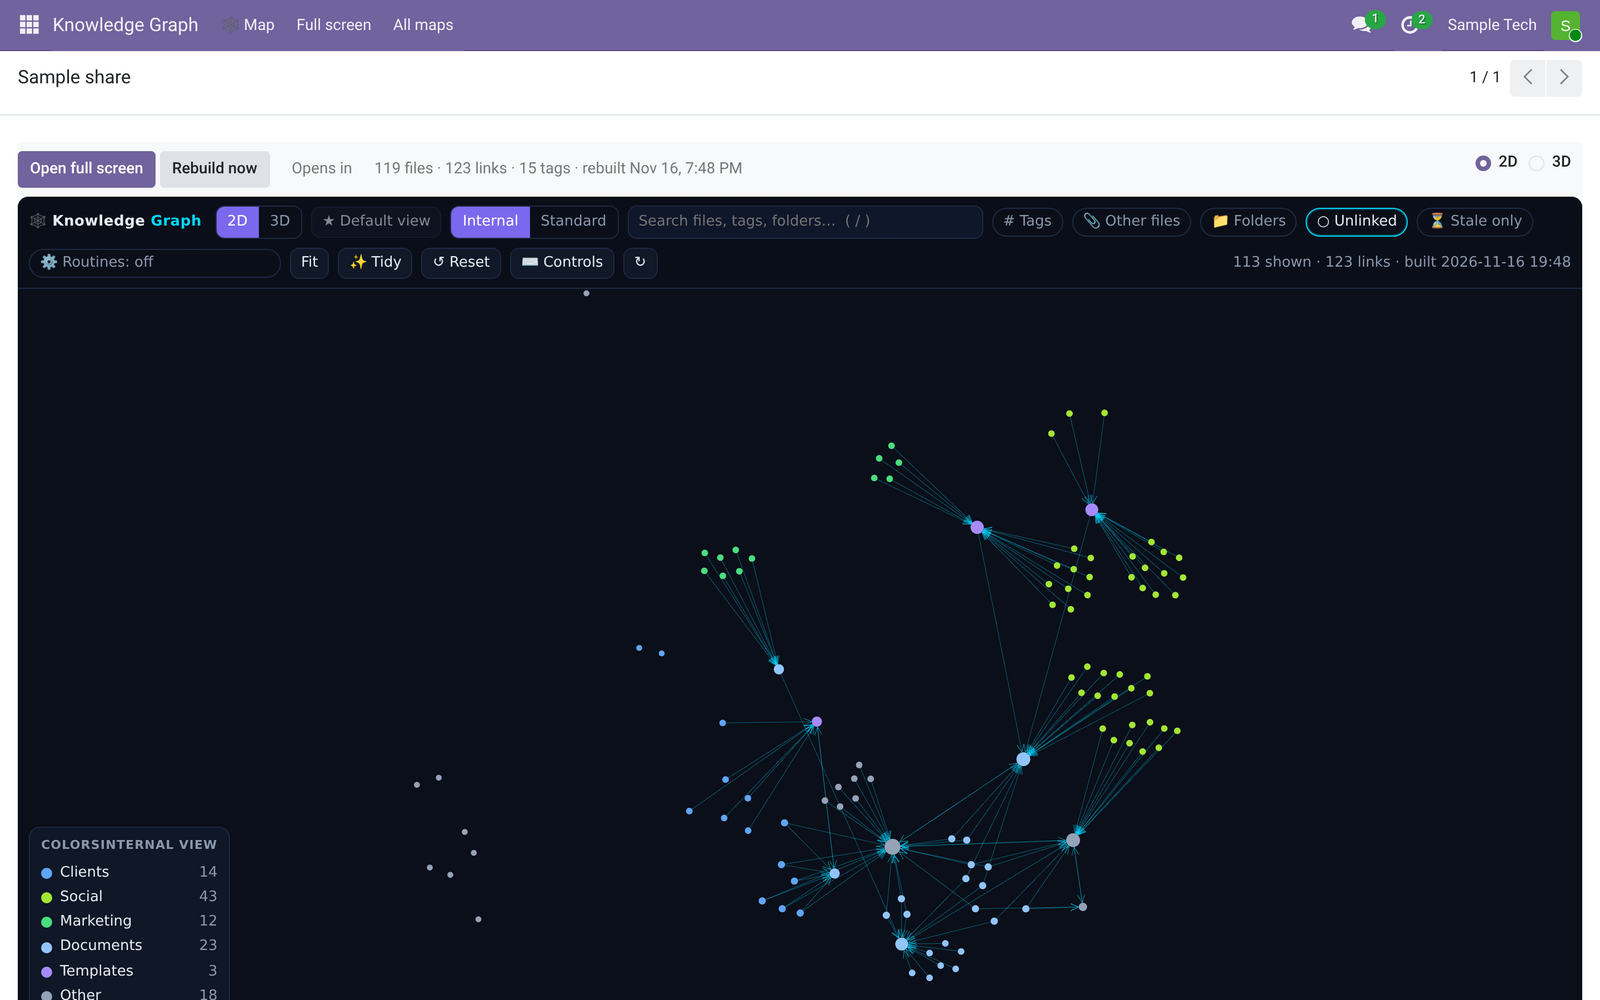 Knowledge Graph Map Full screen All maps 1 2 Sample Tech S
Sample share 1 / 1
Open full screen Rebuild now Opens in 119 files · 123 links · 15 tags · rebuilt Nov 16, 7:48 PM 2D 3D
Knowledge Graph 2D 3D ★ Default view Internal Standard Search files, tags, folders... ( / ) # Tags Other files Folders Unlinked Stale only
Routines: off Fit Tidy ↺ Reset Controls ↻ 113 shown · 123 links · built 2026-11-16 19:48
COLORSINTERNAL VIEW
Clients 14
Social 43
Marketing 12
Documents 23
Templates 3
Other 18